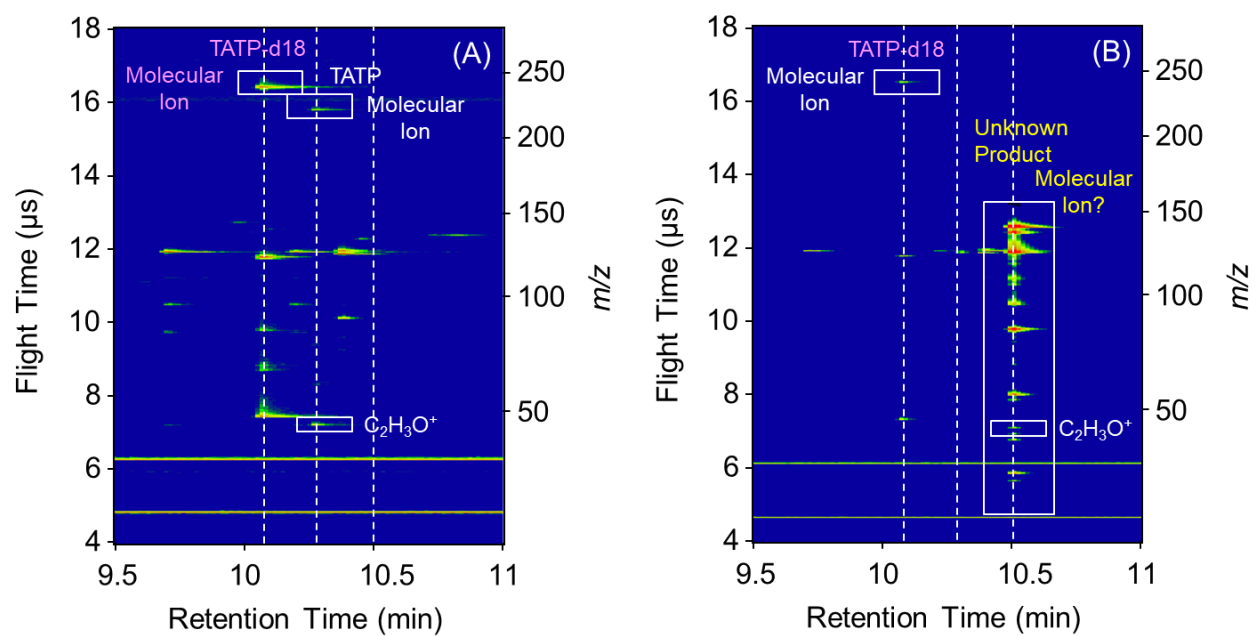 (A)
TATP-d18
TATP
Molecular
Ion
Molecular
Ion
C₂H₃O⁺
18
16
14
12
10
8
6
4
Flight Time (µs)
250
200
150
100
50
m/z
9.5
10
10.5
11
Retention Time (min)
(B)
TATP-d18
Molecular
Ion
Unknown
Product
Molecular
Ion?
C₂H₃O⁺
18
16
14
12
10
8
6
4
Flight Time (µs)
250
200
150
100
50
m/z
9.5
10
10.5
11
Retention Time (min)